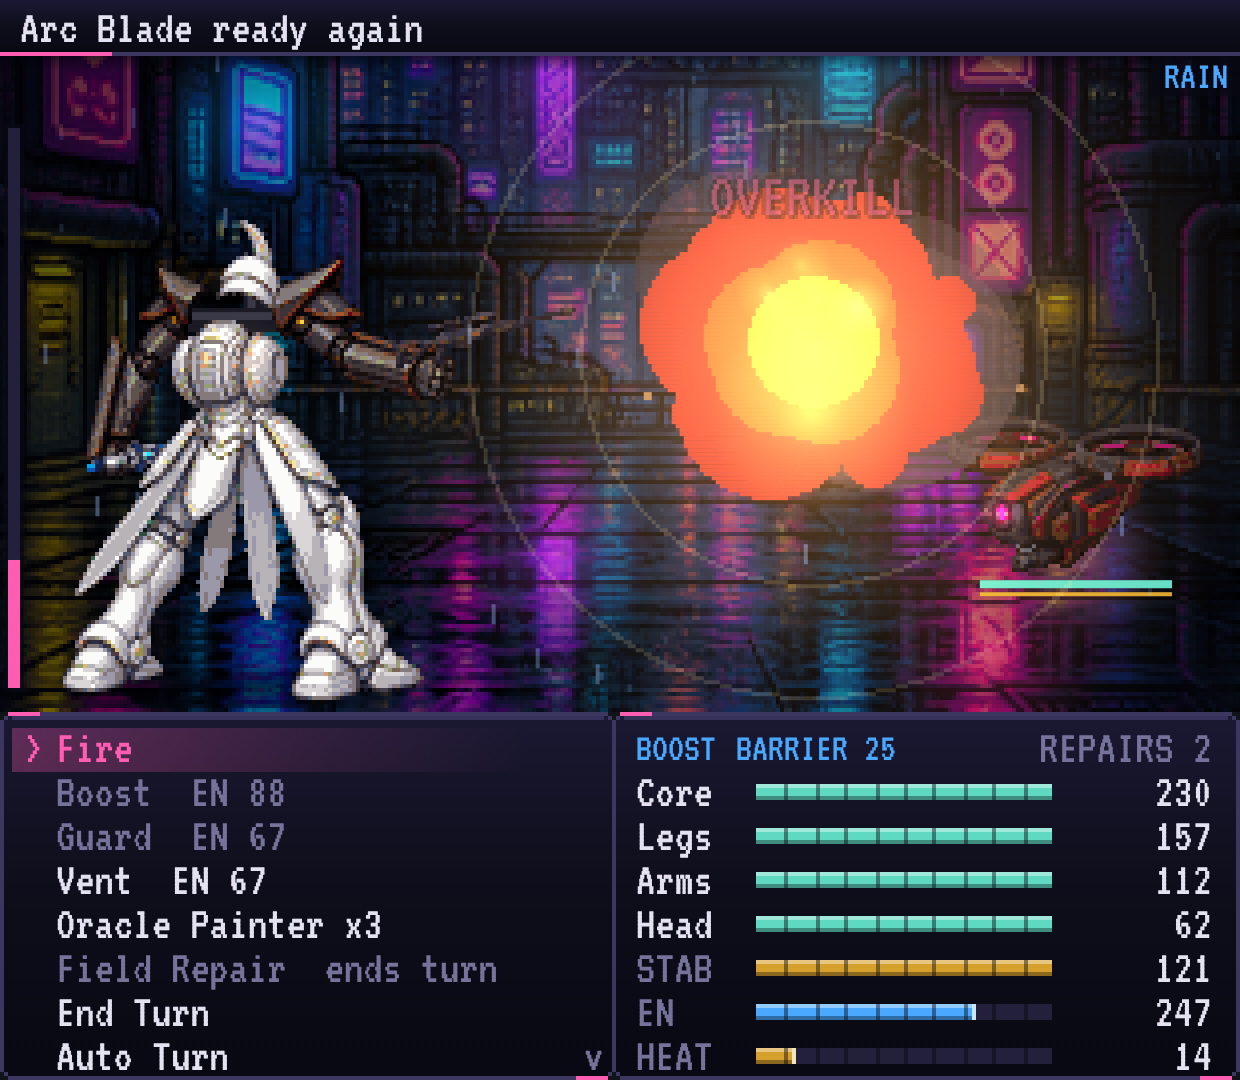 Arc Blade ready again
RAIN
OVERKILL
> Fire
Boost EN 88
Guard EN 67
Vent EN 67
Oracle Painter x3
Field Repair ends turn
End Turn
Auto Turn v
BOOST BARRIER 25 REPAIRS 2
Core 230
Legs 157
Arms 112
Head 62
STAB 121
EN 247
HEAT 14